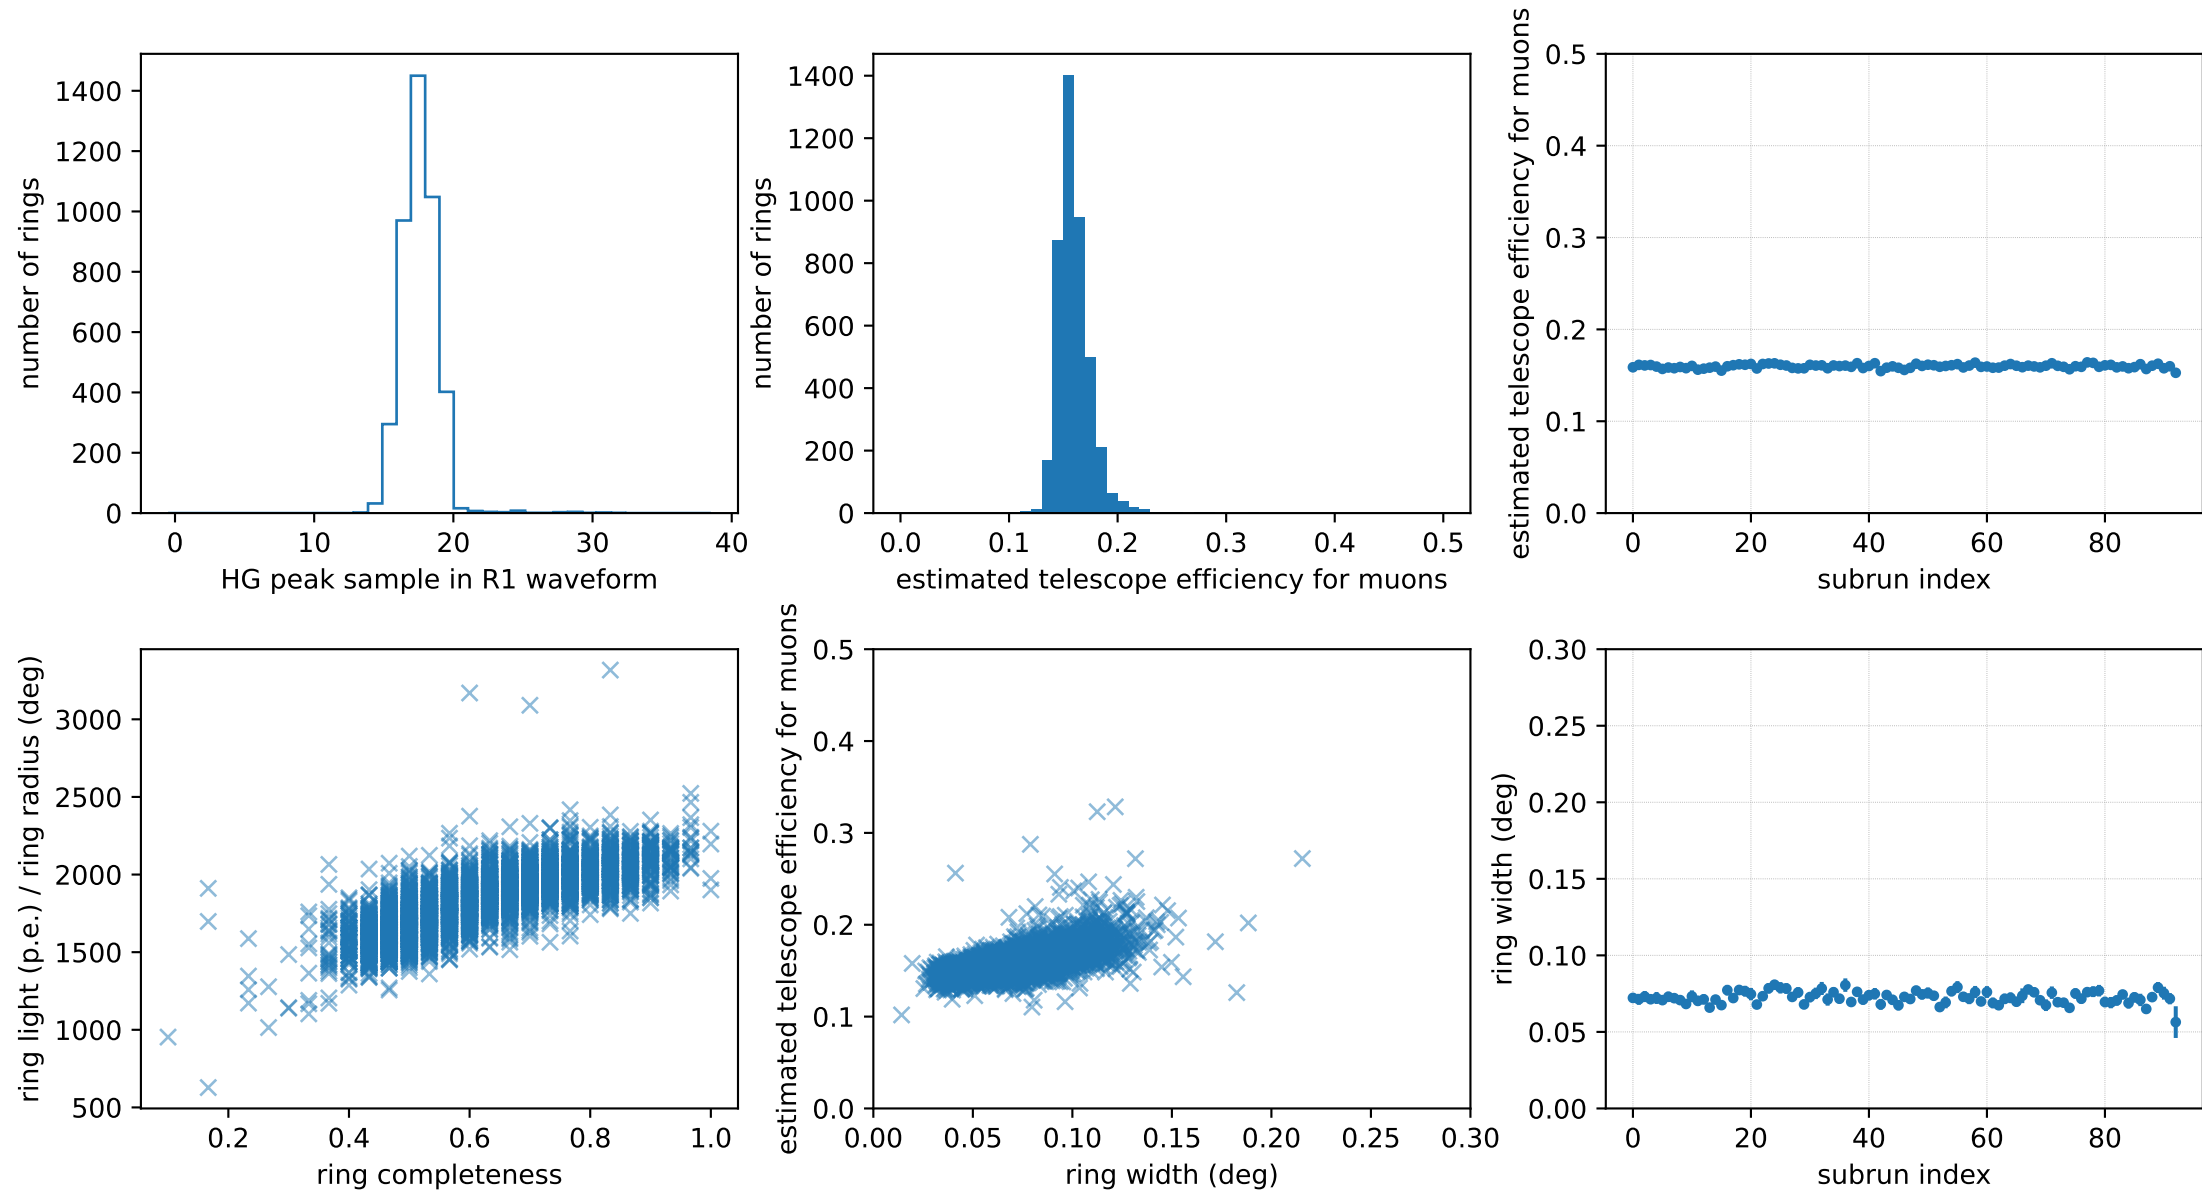 number of rings
1400
1200
1000
800
600
400
200
0
0 10 20 30 40
HG peak sample in R1 waveform
number of rings
1400
1200
1000
800
600
400
200
0
0.0 0.1 0.2 0.3 0.4 0.5
estimated telescope efficiency for muons
estimated telescope efficiency for muons
0.5
0.4
0.3
0.2
0.1
0.0
0 20 40 60 80
subrun index
ring light (p.e.) / ring radius (deg)
3000
2500
2000
1500
1000
500
0.2 0.4 0.6 0.8 1.0
ring completeness
estimated telescope efficiency for muons
0.5
0.4
0.3
0.2
0.1
0.0
0.00 0.05 0.10 0.15 0.20 0.25 0.30
ring width (deg)
ring width (deg)
0.30
0.25
0.20
0.15
0.10
0.05
0.00
0 20 40 60 80
subrun index